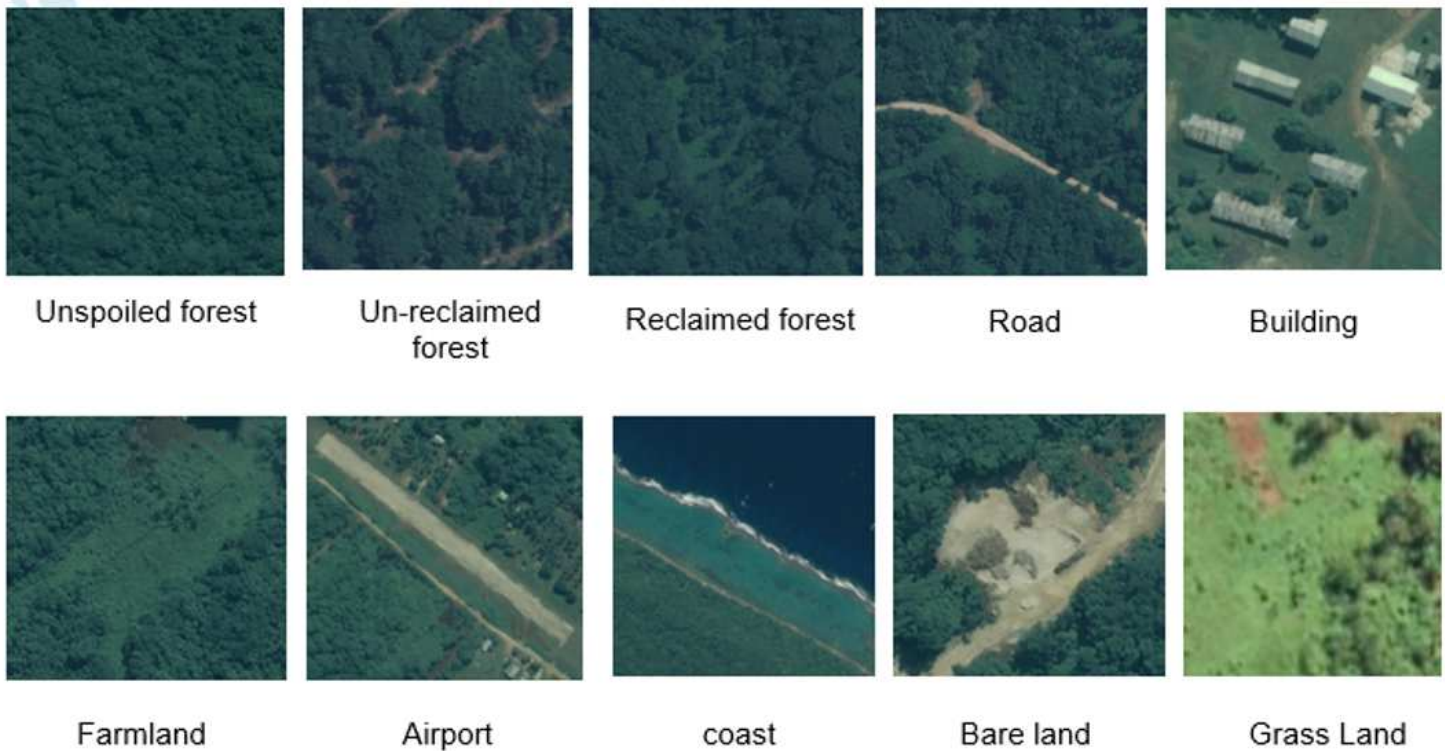 Unspoiled forest
Un-reclaimed
forest
Reclaimed forest
Road
Building
Farmland
Airport
coast
Bare land
Grass Land